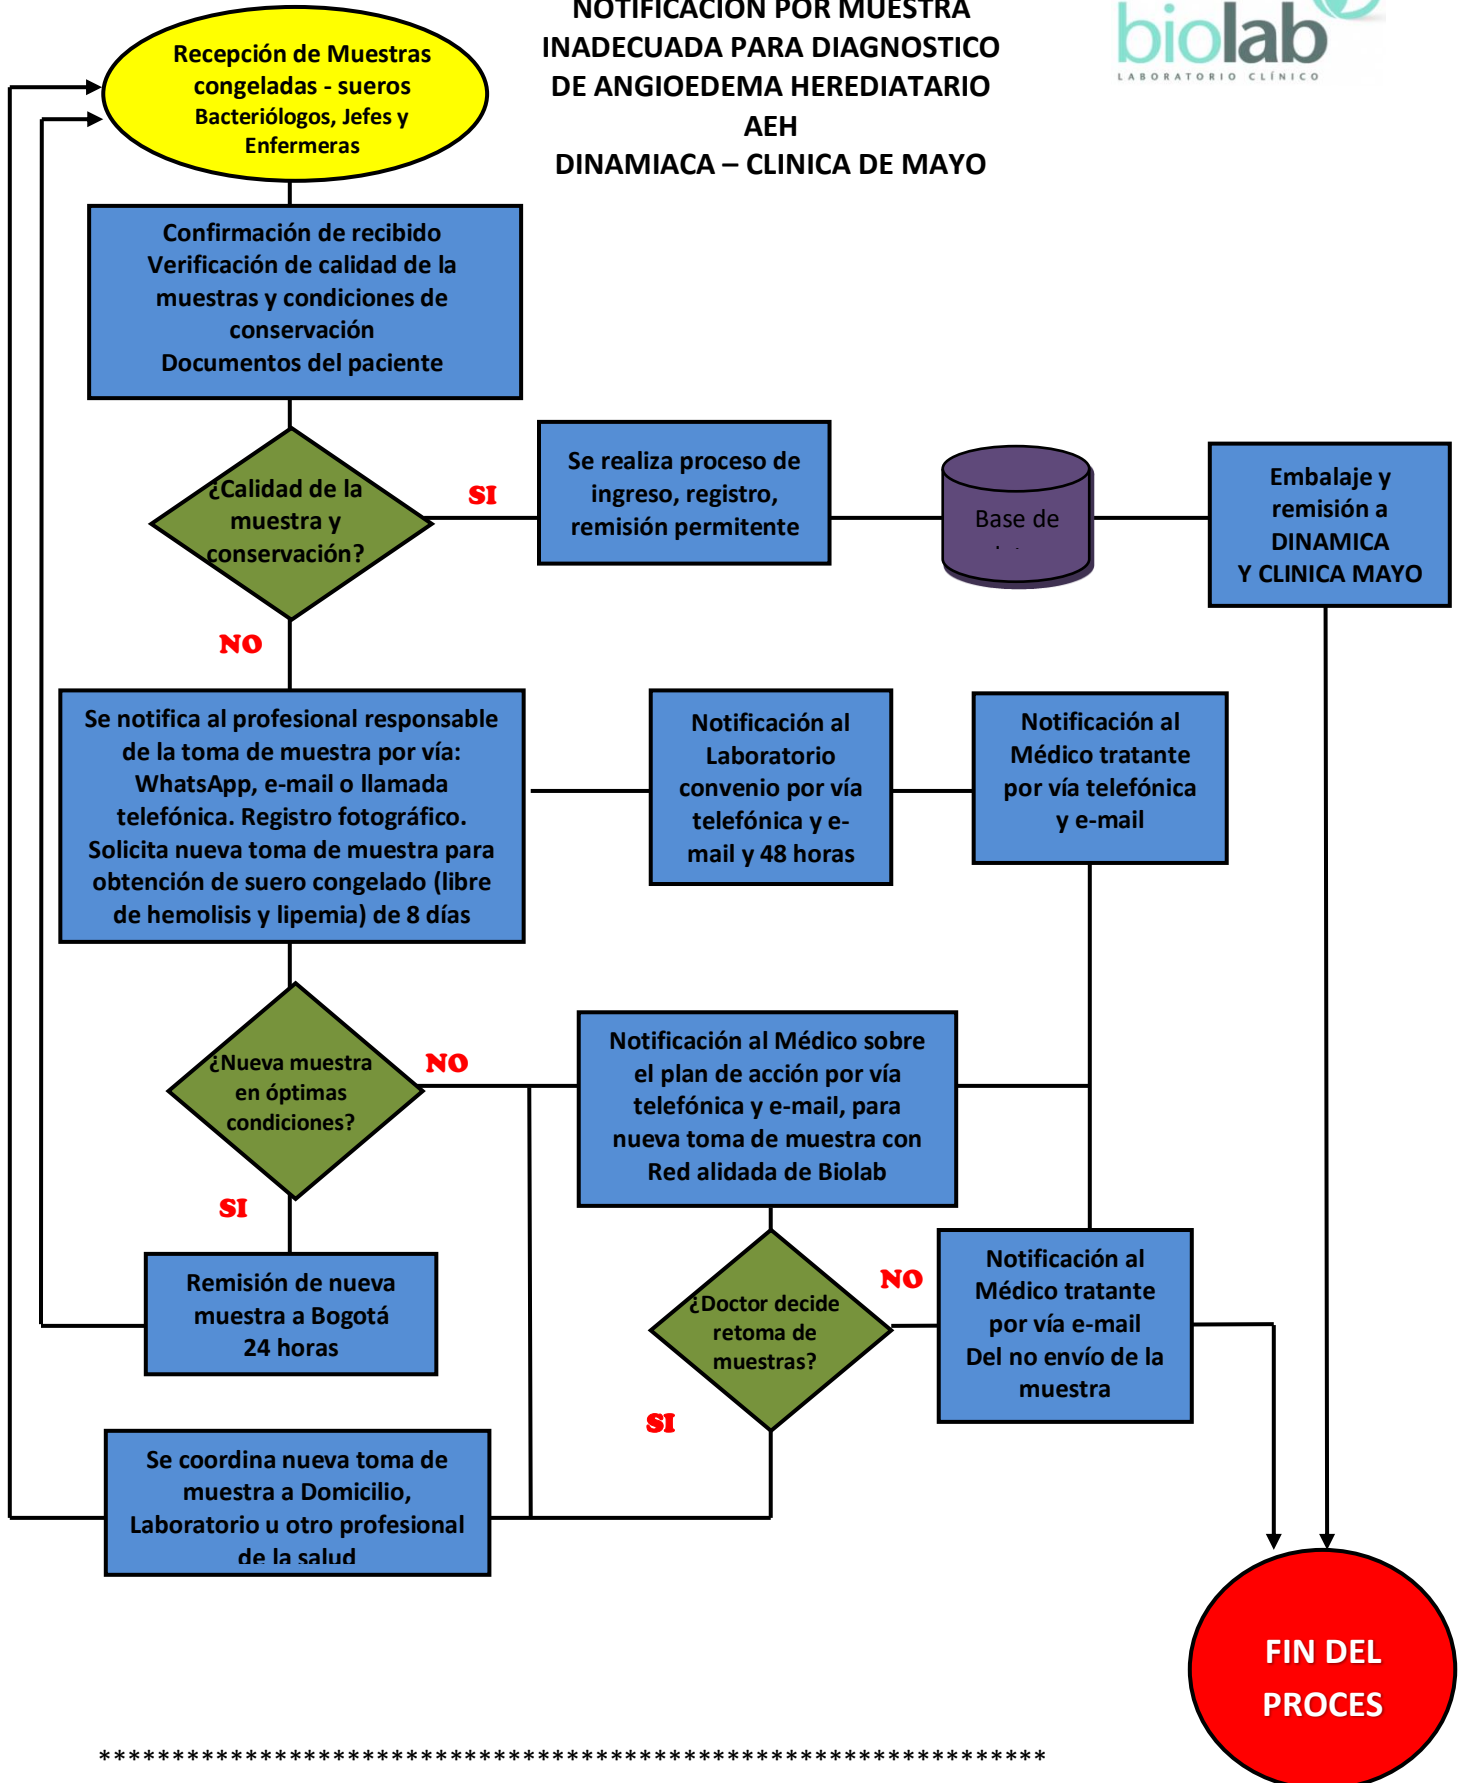 NOTIFICACION POR MUESTRA
INADECUADA PARA DIAGNOSTICO
DE ANGIOEDEMA HEREDIATARIO
AEH
DINAMIACA – CLINICA DE MAYO
biolab
LABORATORIO CLÍNICO
Recepción de Muestras
congeladas - sueros
Bacteriólogos, Jefes y
Enfermeras
Confirmación de recibido
Verificación de calidad de la
muestras y condiciones de
conservación
Documentos del paciente
¿Calidad de la
muestra y
conservación?
SI
Se realiza proceso de
ingreso, registro,
remisión permitente
Base de
Embalaje y
remisión a
DINAMICA
Y CLINICA MAYO
NO
Se notifica al profesional responsable
de la toma de muestra por vía:
WhatsApp, e-mail o llamada
telefónica. Registro fotográfico.
Solicita nueva toma de muestra para
obtención de suero congelado (libre
de hemolisis y lipemia) de 8 días
Notificación al
Laboratorio
convenio por vía
telefónica y e-
mail y 48 horas
Notificación al
Médico tratante
por vía telefónica
y e-mail
¿Nueva muestra
en óptimas
condiciones?
NO
Notificación al Médico sobre
el plan de acción por vía
telefónica y e-mail, para
nueva toma de muestra con
Red alidada de Biolab
SI
Remisión de nueva
muestra a Bogotá
24 horas
¿Doctor decide
retoma de
muestras?
NO
Notificación al
Médico tratante
por vía e-mail
Del no envío de la
muestra
SI
Se coordina nueva toma de
muestra a Domicilio,
Laboratorio u otro profesional
de la salud
FIN DEL
PROCES
*****************************************************************